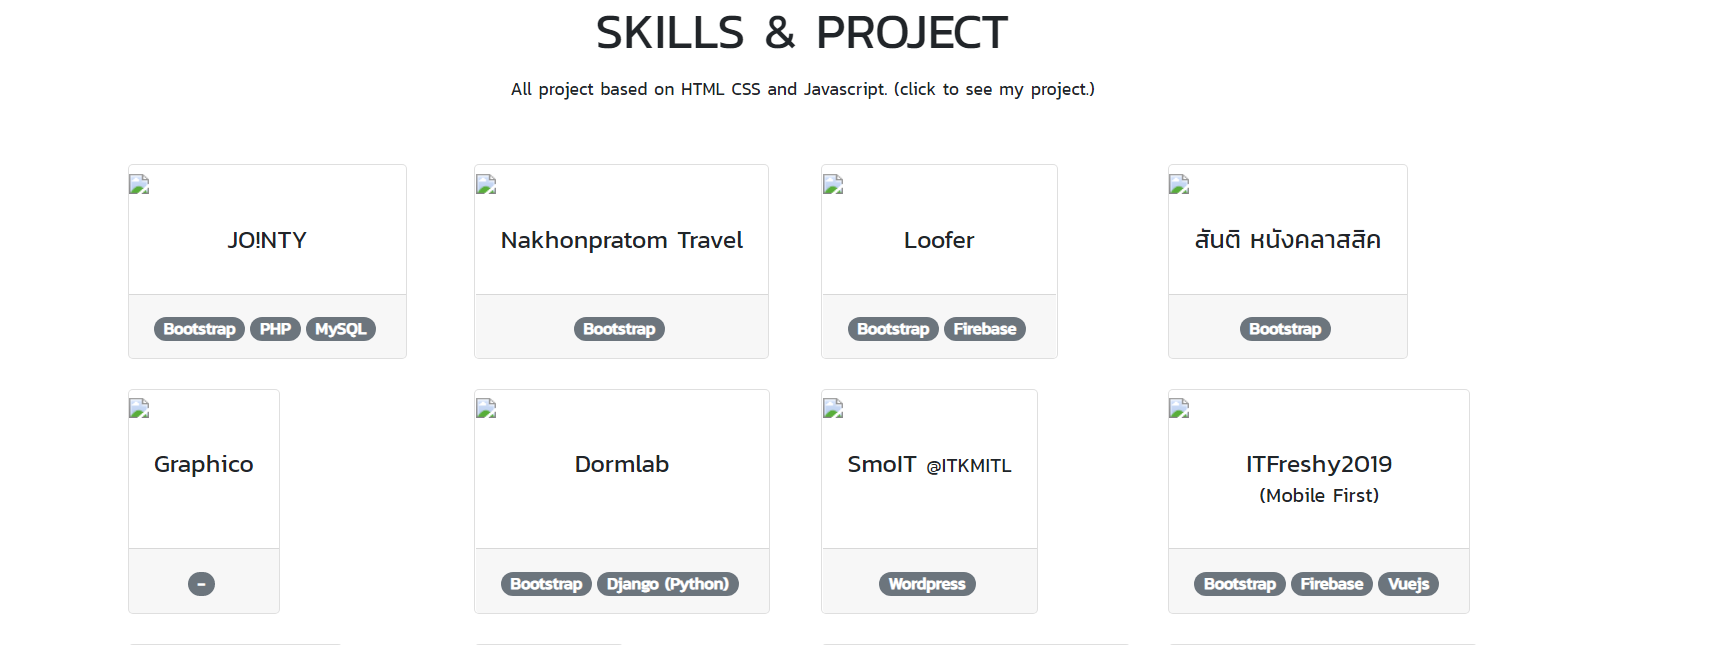 SKILLS & PROJECT
All project based on HTML CSS and Javascript. (click to see my project.)
JO!NTY
Nakhonpratom Travel
Loofer
สันติ หนังคลาสสิค
Bootstrap PHP MySQL
Bootstrap
Bootstrap Firebase
Bootstrap
Graphico
Dormlab
SmoIT @ITKMITL
ITFreshy2019
(Mobile First)
-
Bootstrap Django (Python)
Wordpress
Bootstrap Firebase Vuejs